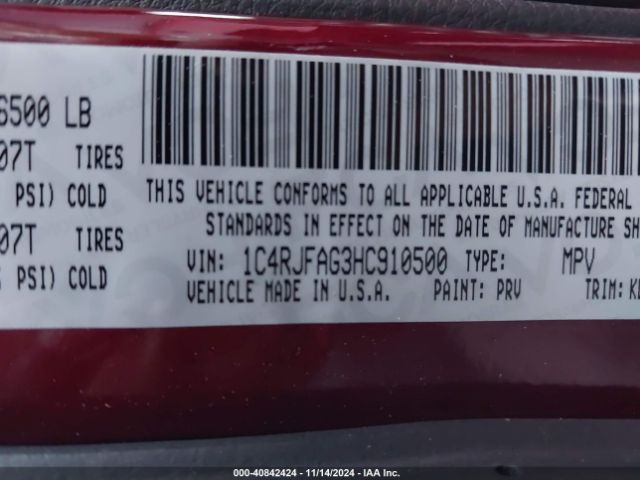 6500 LB
07T TIRES
PSI) COLD
07T TIRES
PSI) COLD
THIS VEHICLE CONFORMS TO ALL APPLICABLE U.S.A. FEDERAL
STANDARDS IN EFFECT ON THE DATE OF MANUFACTURE SH
VIN: 1C4RJFAG3HC910500 TYPE: MPV
VEHICLE MADE IN U.S.A. PAINT: PRV TRIM:
000-40842424 - 11/14/2024 - IAA Inc.